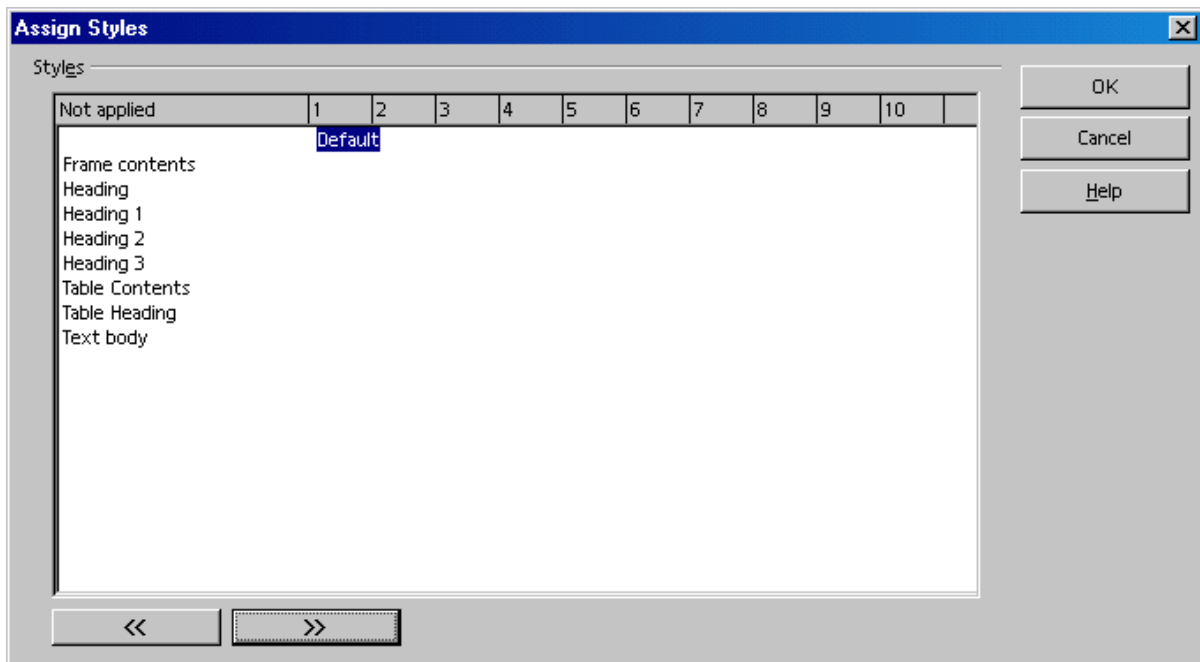 Assign Styles
Styles
Not applied 1 2 3 4 5 6 7 8 9 10
Default
Frame contents
Heading
Heading 1
Heading 2
Heading 3
Table Contents
Table Heading
Text body
<< >>
OK
Cancel
Help